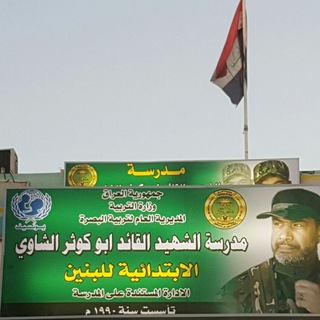 مدرسة
جمهورية العراق
وزارة التربية
المديرية العام لتربية البصرة
يونيسف
مدرسة الشهيد القائد ابو كوثر الشاوي
الابتدائية للبنين
الادارة المستندة على المدرسة
تأسست سنة ١٩٩٠ م